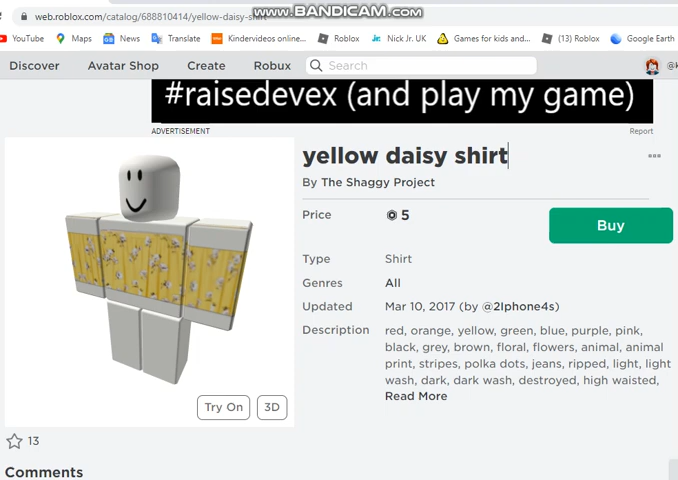 www.BANDICAM.com
web.roblox.com/catalog/688810414/yellow-daisy-shirt
YouTube Maps News Translate Kindervideos online... Roblox Nick Jr. UK Games for kids and... (13) Roblox Google Earth
Discover Avatar Shop Create Robux Search
#raisedevex (and play my game)
ADVERTISEMENT Report
yellow daisy shirt
By The Shaggy Project
Price 5
Buy
Type Shirt
Genres All
Updated Mar 10, 2017 (by @2Iphone4s)
Description red, orange, yellow, green, blue, purple, pink,
black, grey, brown, floral, flowers, animal, animal
print, stripes, polka dots, jeans, ripped, light, light
wash, dark, dark wash, destroyed, high waisted,
Read More
Try On 3D
13
Comments